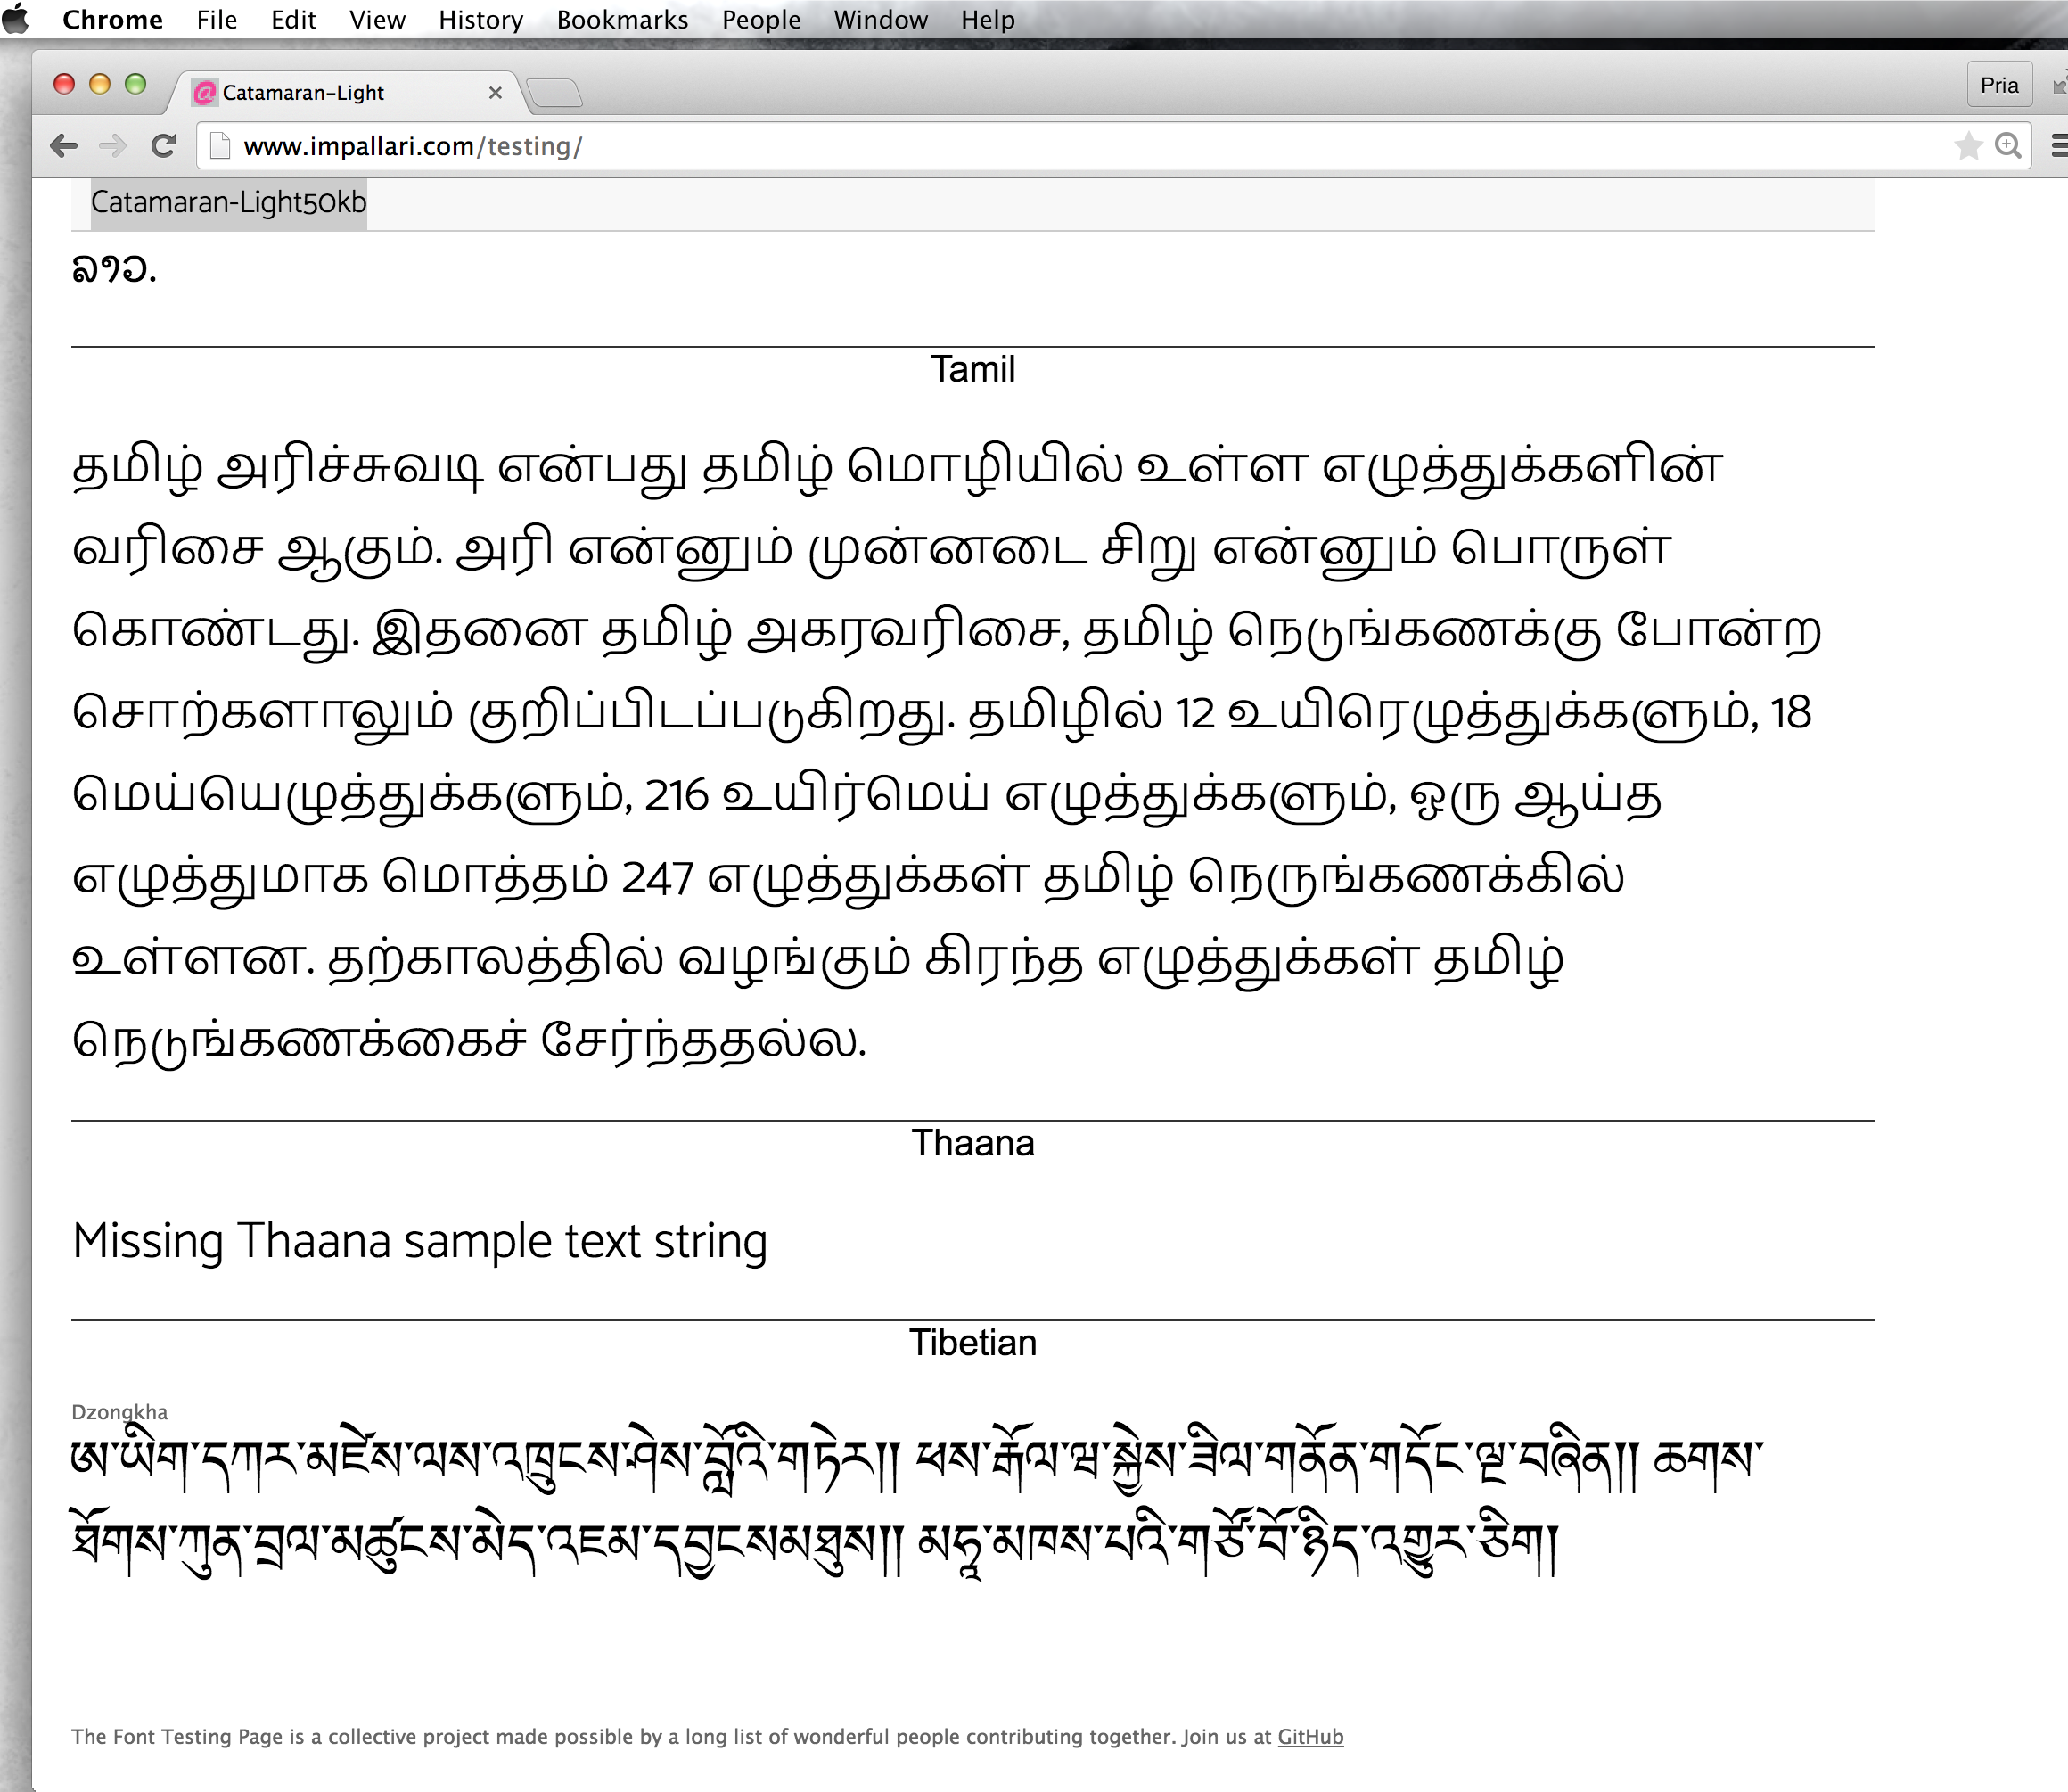 Chrome File Edit View History Bookmarks People Window Help
Catamaran-Light
Pria
www.impallari.com/testing/
Catamaran-Light50kb
ລາວ.
Tamil
தமிழ் அரிச்சுவடி என்பது தமிழ் மொழியில் உள்ள எழுத்துக்களின்
வரிசை ஆகும். அரி என்னும் முன்னடை சிறு என்னும் பொருள்
கொண்டது. இதனை தமிழ் அகரவரிசை, தமிழ் நெடுங்கணக்கு போன்ற
சொற்களாலும் குறிப்பிடப்படுகிறது. தமிழில் 12 உயிரெழுத்துக்களும், 18
மெய்யெழுத்துக்களும், 216 உயிர்மெய் எழுத்துக்களும், ஒரு ஆய்த
எழுத்துமாக மொத்தம் 247 எழுத்துக்கள் தமிழ் நெருங்கணக்கில்
உள்ளன. தற்காலத்தில் வழங்கும் கிரந்த எழுத்துக்கள் தமிழ்
நெடுங்கணக்கைச் சேர்ந்ததல்ல.
Thaana
Missing Thaana sample text string
Tibetian
Dzongkha
ཨ་ཡིག་དཀར་མཛེས་ལས་འཁྲུངས་ཤེས་བློའི་གཏེར།། ཕས་རྒོལ་ཝ་སྐྱེས་ཟིལ་གནོན་གདོང་ལྔ་བཞིན།། ཆགས་
ཐོགས་ཀུན་བྲལ་མཚུངས་མེད་འཇམ་དབྱངསམཐུས།། མཧཱ་མཁས་པའི་གཙོ་བོ་ཉིད་འགྱུར་ཅིག།
The Font Testing Page is a collective project made possible by a long list of wonderful people contributing together. Join us at GitHub